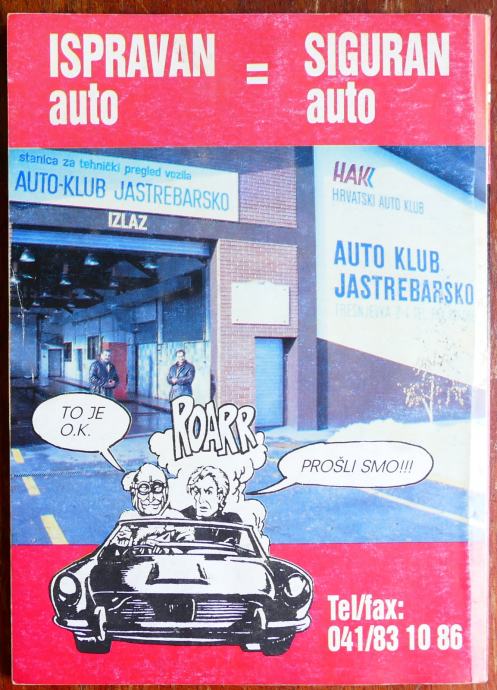 ISPRAVAN = SIGURAN
auto auto
stanica za tehnički pregled vozila
AUTO-KLUB JASTREBARSKO
IZLAZ
HAK
HRVATSKI AUTO KLUB
AUTO KLUB
JASTREBARSKO
TO JE
O.K.
ROARR
PROŠLI SMO!!!
Tel/fax:
041/83 10 86